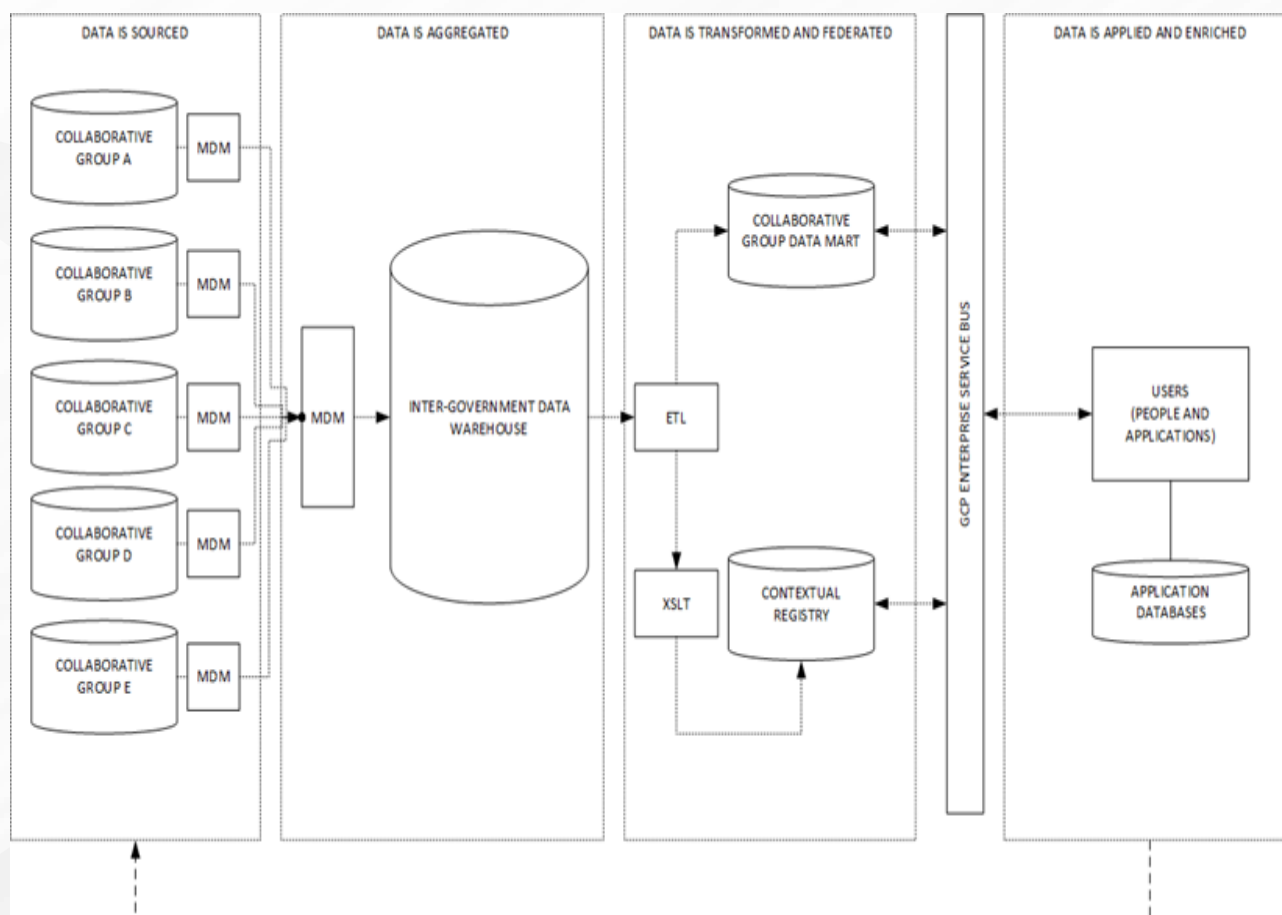 DATA IS SOURCED
COLLABORATIVE
GROUP A
MDM
COLLABORATIVE
GROUP B
MDM
COLLABORATIVE
GROUP C
MDM
COLLABORATIVE
GROUP D
MDM
COLLABORATIVE
GROUP E
MDM
DATA IS AGGREGATED
MDM
INTER-GOVERNMENT DATA
WAREHOUSE
DATA IS TRANSFORMED AND FEDERATED
COLLABORATIVE
GROUP DATA MART
ETL
XSLT
CONTEXTUAL
REGISTRY
GCP ENTERPRISE SERVICE BUS
DATA IS APPLIED AND ENRICHED
USERS
(PEOPLE AND
APPLICATIONS)
APPLICATION
DATABASES